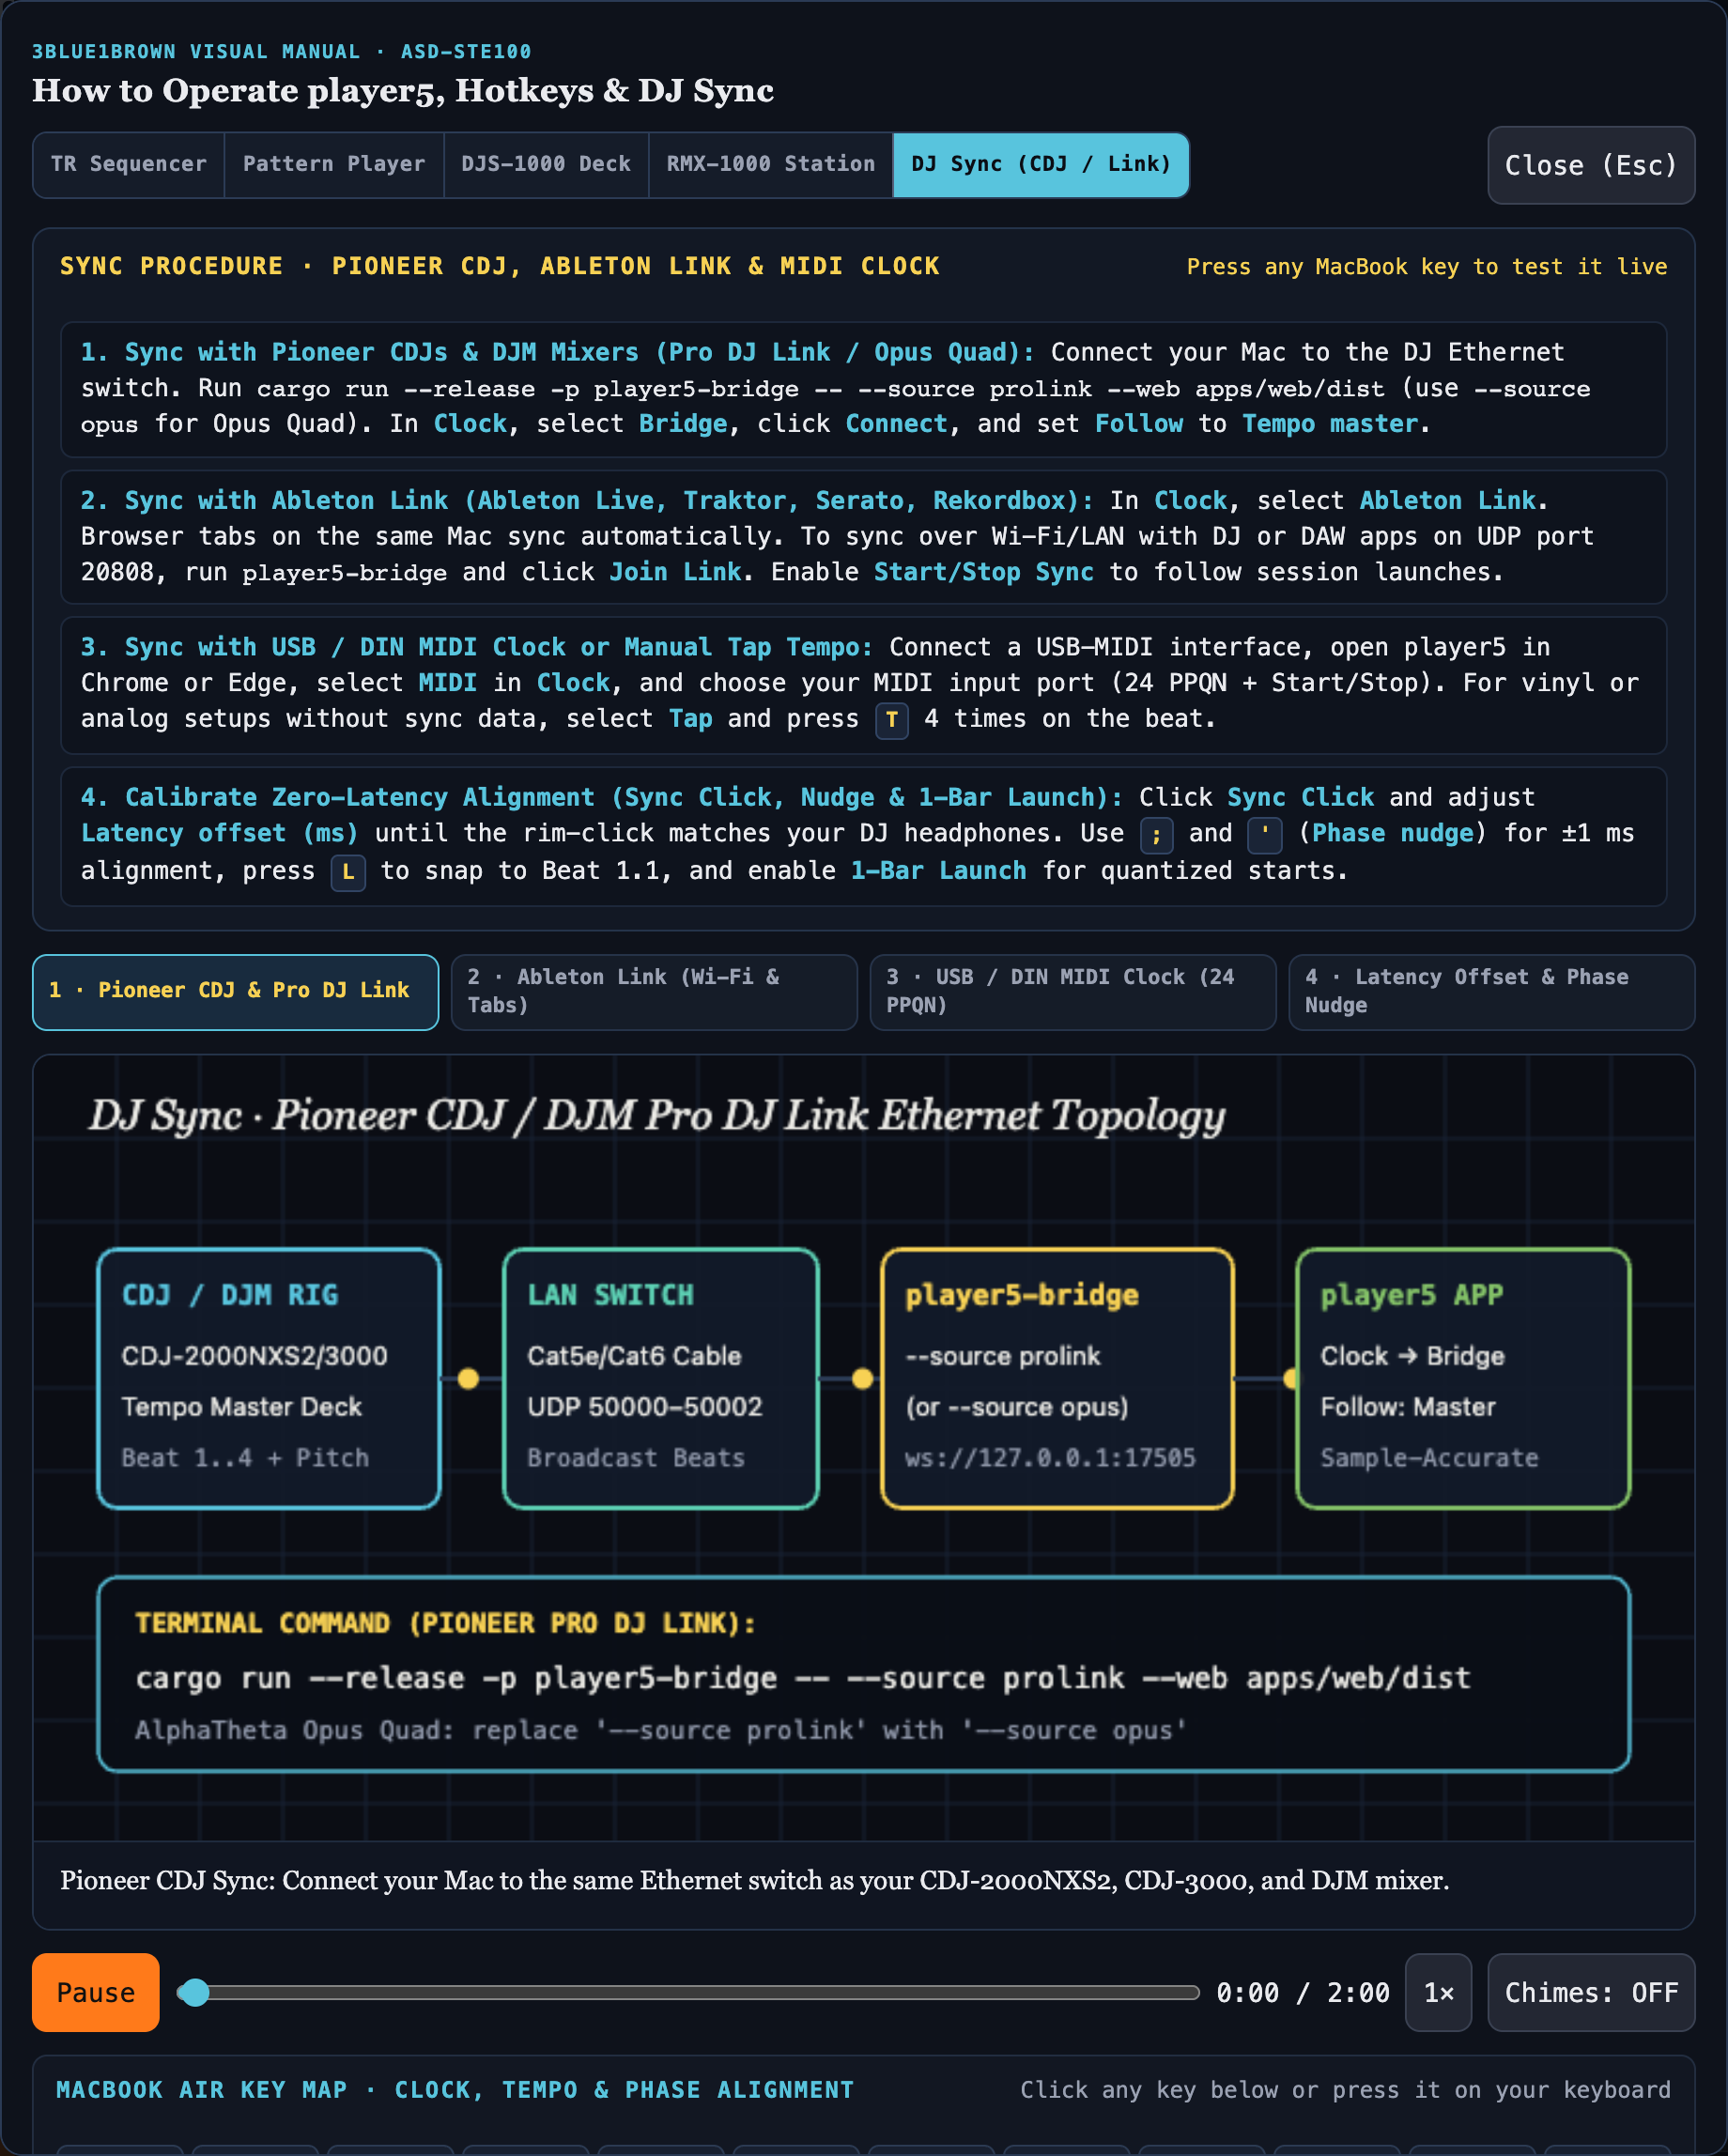 3BLUE1BROWN VISUAL MANUAL · ASD-STE100
How to Operate player5, Hotkeys & DJ Sync
TR Sequencer
Pattern Player
DJS-1000 Deck
RMX-1000 Station
DJ Sync (CDJ / Link)
Close (Esc)
SYNC PROCEDURE · PIONEER CDJ, ABLETON LINK & MIDI CLOCK
Press any MacBook key to test it live
1. Sync with Pioneer CDJs & DJM Mixers (Pro DJ Link / Opus Quad): Connect your Mac to the DJ Ethernet
switch. Run cargo run --release -p player5-bridge -- --source prolink --web apps/web/dist (use --source
opus for Opus Quad). In Clock, select Bridge, click Connect, and set Follow to Tempo master.
2. Sync with Ableton Link (Ableton Live, Traktor, Serato, Rekordbox): In Clock, select Ableton Link.
Browser tabs on the same Mac sync automatically. To sync over Wi-Fi/LAN with DJ or DAW apps on UDP port
20808, run player5-bridge and click Join Link. Enable Start/Stop Sync to follow session launches.
3. Sync with USB / DIN MIDI Clock or Manual Tap Tempo: Connect a USB-MIDI interface, open player5 in
Chrome or Edge, select MIDI in Clock, and choose your MIDI input port (24 PPQN + Start/Stop). For vinyl or
analog setups without sync data, select Tap and press T 4 times on the beat.
4. Calibrate Zero-Latency Alignment (Sync Click, Nudge & 1-Bar Launch): Click Sync Click and adjust
Latency offset (ms) until the rim-click matches your DJ headphones. Use ; and ' (Phase nudge) for ±1 ms
alignment, press L to snap to Beat 1.1, and enable 1-Bar Launch for quantized starts.
1 · Pioneer CDJ & Pro DJ Link
2 · Ableton Link (Wi-Fi &
Tabs)
3 · USB / DIN MIDI Clock (24
PPQN)
4 · Latency Offset & Phase
Nudge
DJ Sync · Pioneer CDJ / DJM Pro DJ Link Ethernet Topology
CDJ / DJM RIG
CDJ-2000NXS2/3000
Tempo Master Deck
Beat 1..4 + Pitch
LAN SWITCH
Cat5e/Cat6 Cable
UDP 50000–50002
Broadcast Beats
player5-bridge
--source prolink
(or --source opus)
ws://127.0.0.1:17505
player5 APP
Clock → Bridge
Follow: Master
Sample-Accurate
TERMINAL COMMAND (PIONEER PRO DJ LINK):
cargo run --release -p player5-bridge -- --source prolink --web apps/web/dist
AlphaTheta Opus Quad: replace '--source prolink' with '--source opus'
Pioneer CDJ Sync: Connect your Mac to the same Ethernet switch as your CDJ-2000NXS2, CDJ-3000, and DJM mixer.
Pause
0:00 / 2:00
1×
Chimes: OFF
MACBOOK AIR KEY MAP · CLOCK, TEMPO & PHASE ALIGNMENT
Click any key below or press it on your keyboard